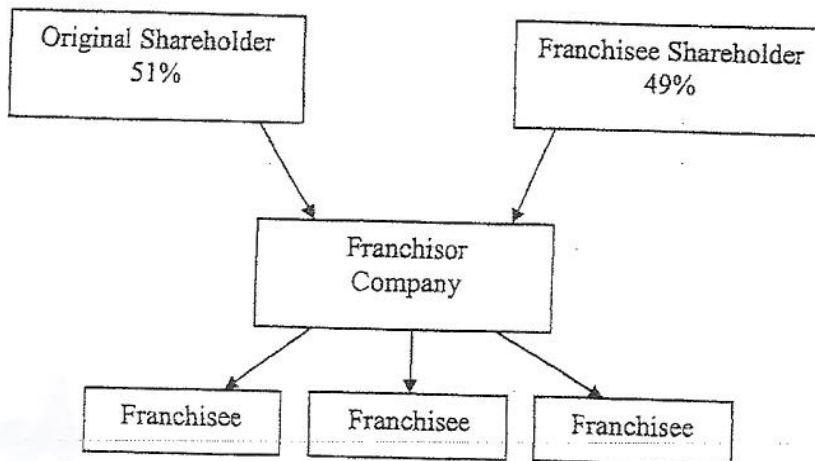 Original Shareholder
51%
Franchisee Shareholder
49%
Franchisor
Company
Franchisee
Franchisee
Franchisee